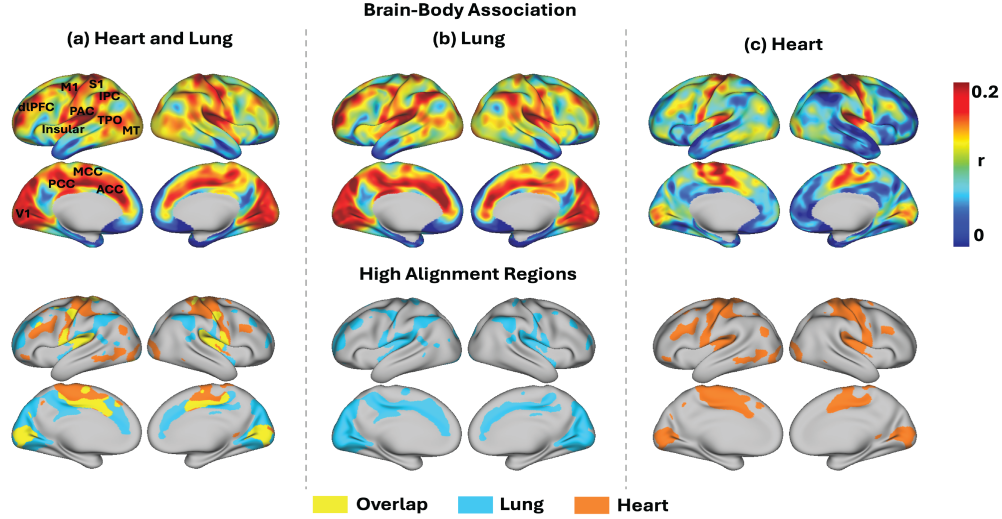 Brain-Body Association
(a) Heart and Lung
(b) Lung
(c) Heart
M1
S1
IPC
dlPFC
PAC
TPO
Insular
MT
MCC
PCC
ACC
V1
0.2
r
0
High Alignment Regions
Overlap
Lung
Heart